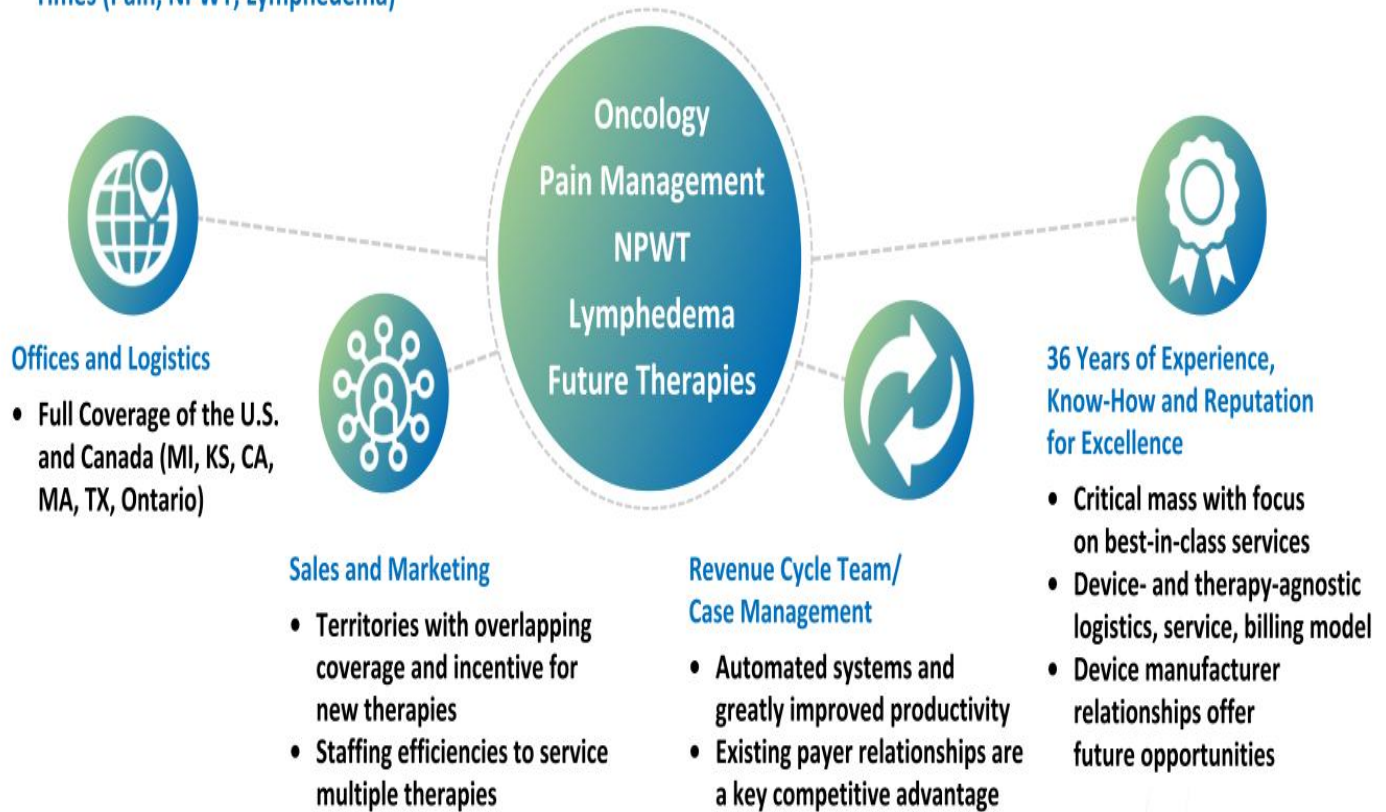 Times (Pain, NPWT, Lymphedema)
Oncology
Pain Management
NPWT
Lymphedema
Future Therapies
Offices and Logistics
• Full Coverage of the U.S.
and Canada (MI, KS, CA,
MA, TX, Ontario)
Sales and Marketing
• Territories with overlapping
coverage and incentive for
new therapies
• Staffing efficiencies to service
multiple therapies
Revenue Cycle Team/
Case Management
• Automated systems and
greatly improved productivity
• Existing payer relationships are
a key competitive advantage
36 Years of Experience,
Know-How and Reputation
for Excellence
• Critical mass with focus
on best-in-class services
• Device- and therapy-agnostic
logistics, service, billing model
• Device manufacturer
relationships offer
future opportunities